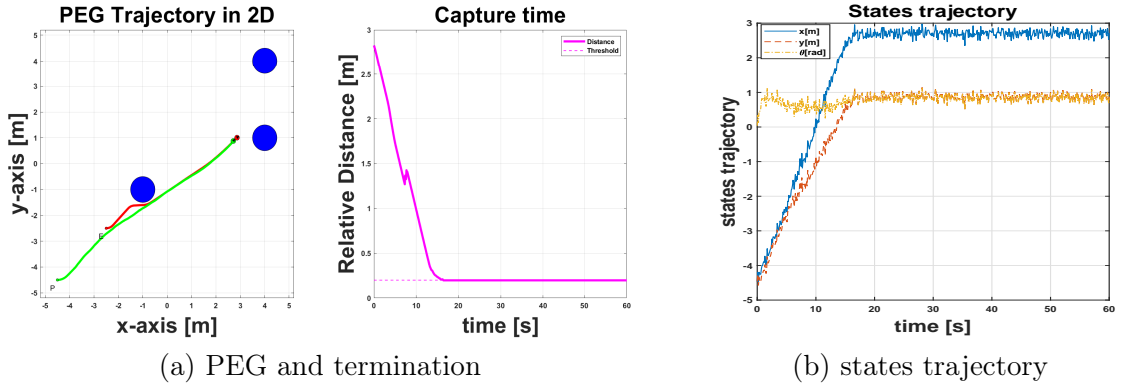 PEG Trajectory in 2D
y-axis [m]
5
4
3
2
1
0
-1
-2
-3
-4
-5
E
P
-5 -4 -3 -2 -1 0 1 2 3 4 5
x-axis [m]
Capture time
Relative Distance [m]
3
2.5
2
1.5
1
0.5
0
Distance
Threshold
0 10 20 30 40 50 60
time [s]
(a) PEG and termination
States trajectory
states trajectory
3
2
1
0
-1
-2
-3
-4
-5
x[m]
y[m]
θ[rad]
0 10 20 30 40 50 60
time [s]
(b) states trajectory